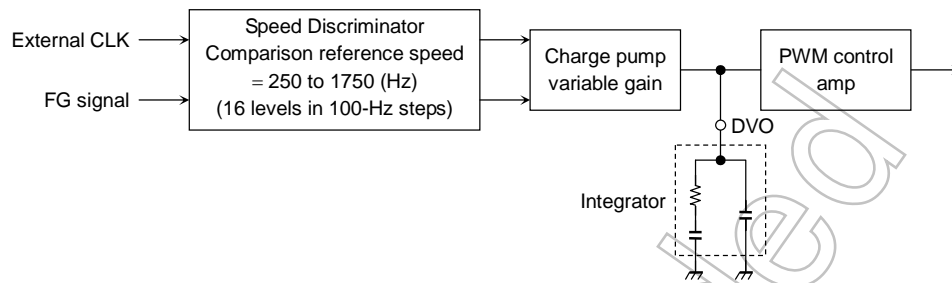 External CLK
FG signal
Speed Discriminator
Comparison reference speed
= 250 to 1750 (Hz)
(16 levels in 100-Hz steps)
Charge pump
variable gain
PWM control
amp
DVO
Integrator